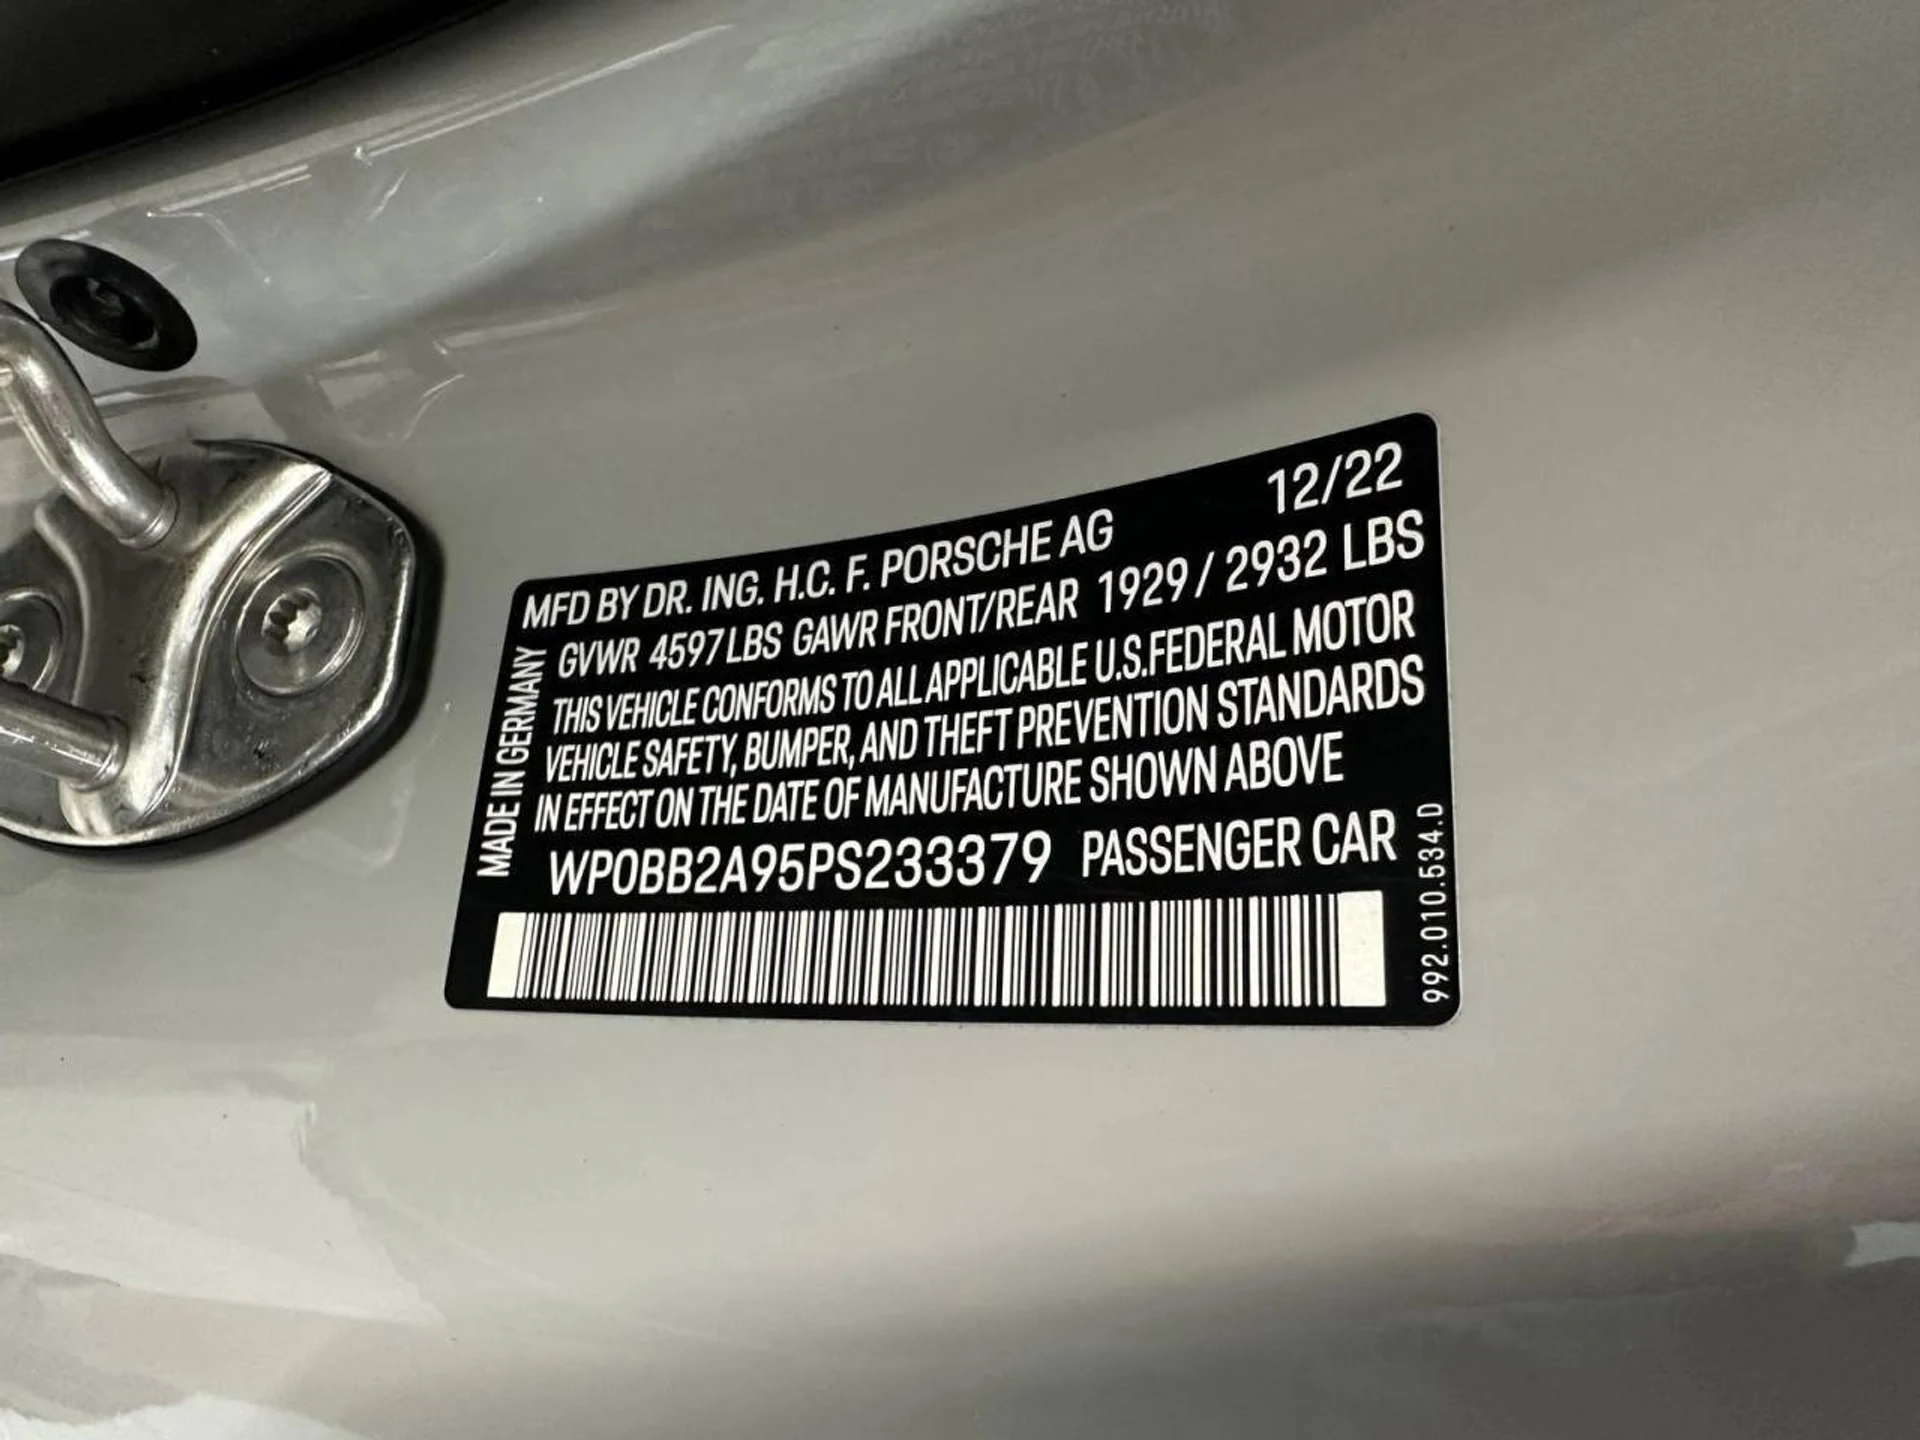 12/22
MFD BY DR. ING. H.C. F. PORSCHE AG
GVWR 4597 LBS GAWR FRONT/REAR 1929 / 2932 LBS
THIS VEHICLE CONFORMS TO ALL APPLICABLE U.S.FEDERAL MOTOR
VEHICLE SAFETY, BUMPER, AND THEFT PREVENTION STANDARDS
IN EFFECT ON THE DATE OF MANUFACTURE SHOWN ABOVE
WP0BB2A95PS233379 PASSENGER CAR
MADE IN GERMANY
992.010.534.D